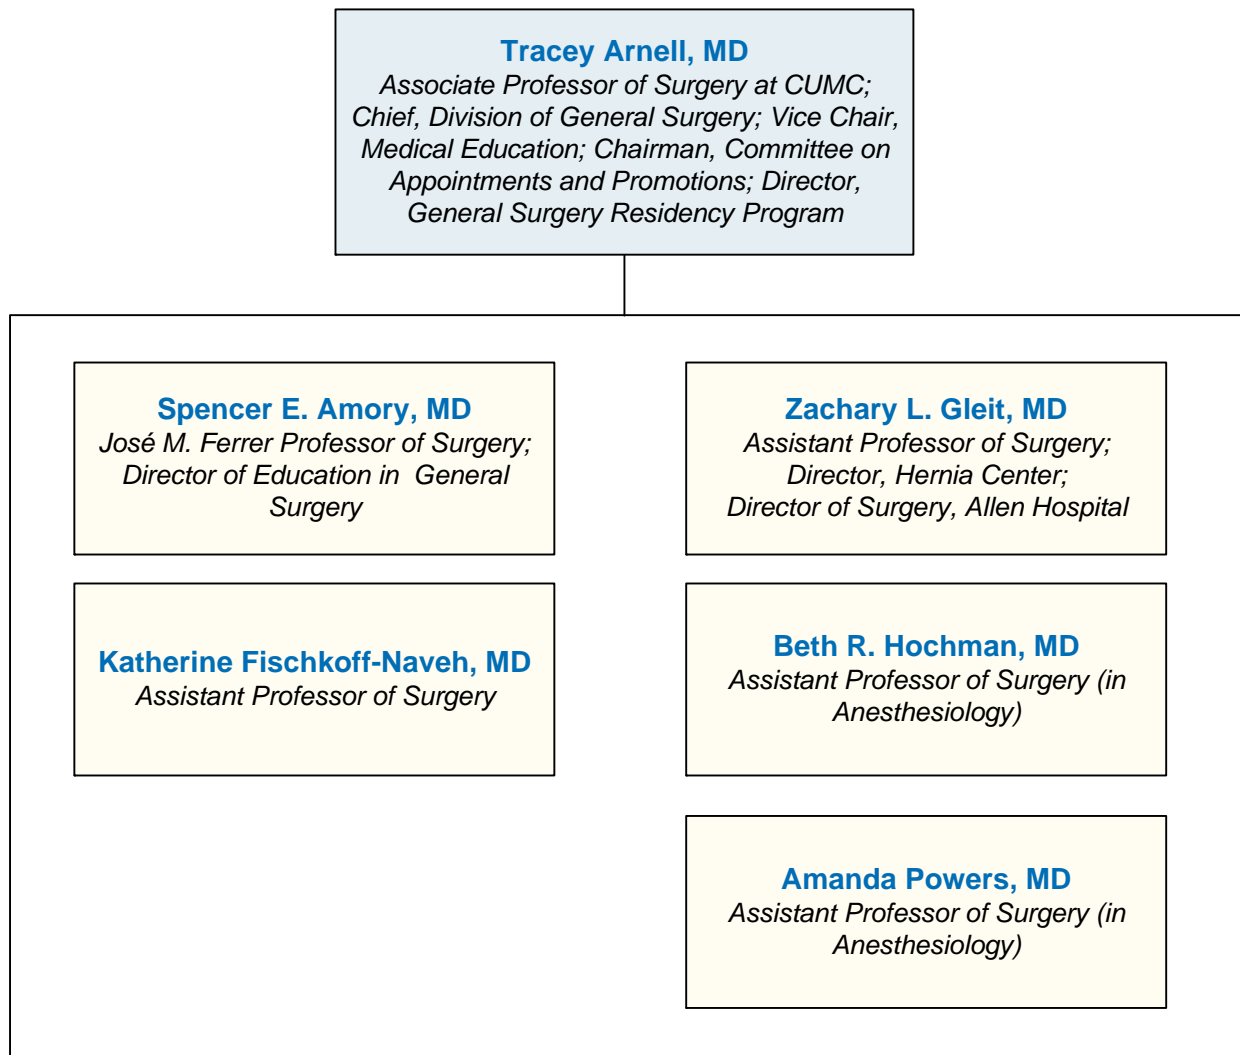 Tracey Arnell, MD
Associate Professor of Surgery at CUMC;
Chief, Division of General Surgery; Vice Chair,
Medical Education; Chairman, Committee on
Appointments and Promotions; Director,
General Surgery Residency Program
Spencer E. Amory, MD
José M. Ferrer Professor of Surgery;
Director of Education in  General
Surgery
Zachary L. Gleit, MD
Assistant Professor of Surgery;
Director, Hernia Center;
Director of Surgery, Allen Hospital
Katherine Fischkoff-Naveh, MD
Assistant Professor of Surgery
Beth R. Hochman, MD
Assistant Professor of Surgery (in
Anesthesiology)
Amanda Powers, MD
Assistant Professor of Surgery (in
Anesthesiology)